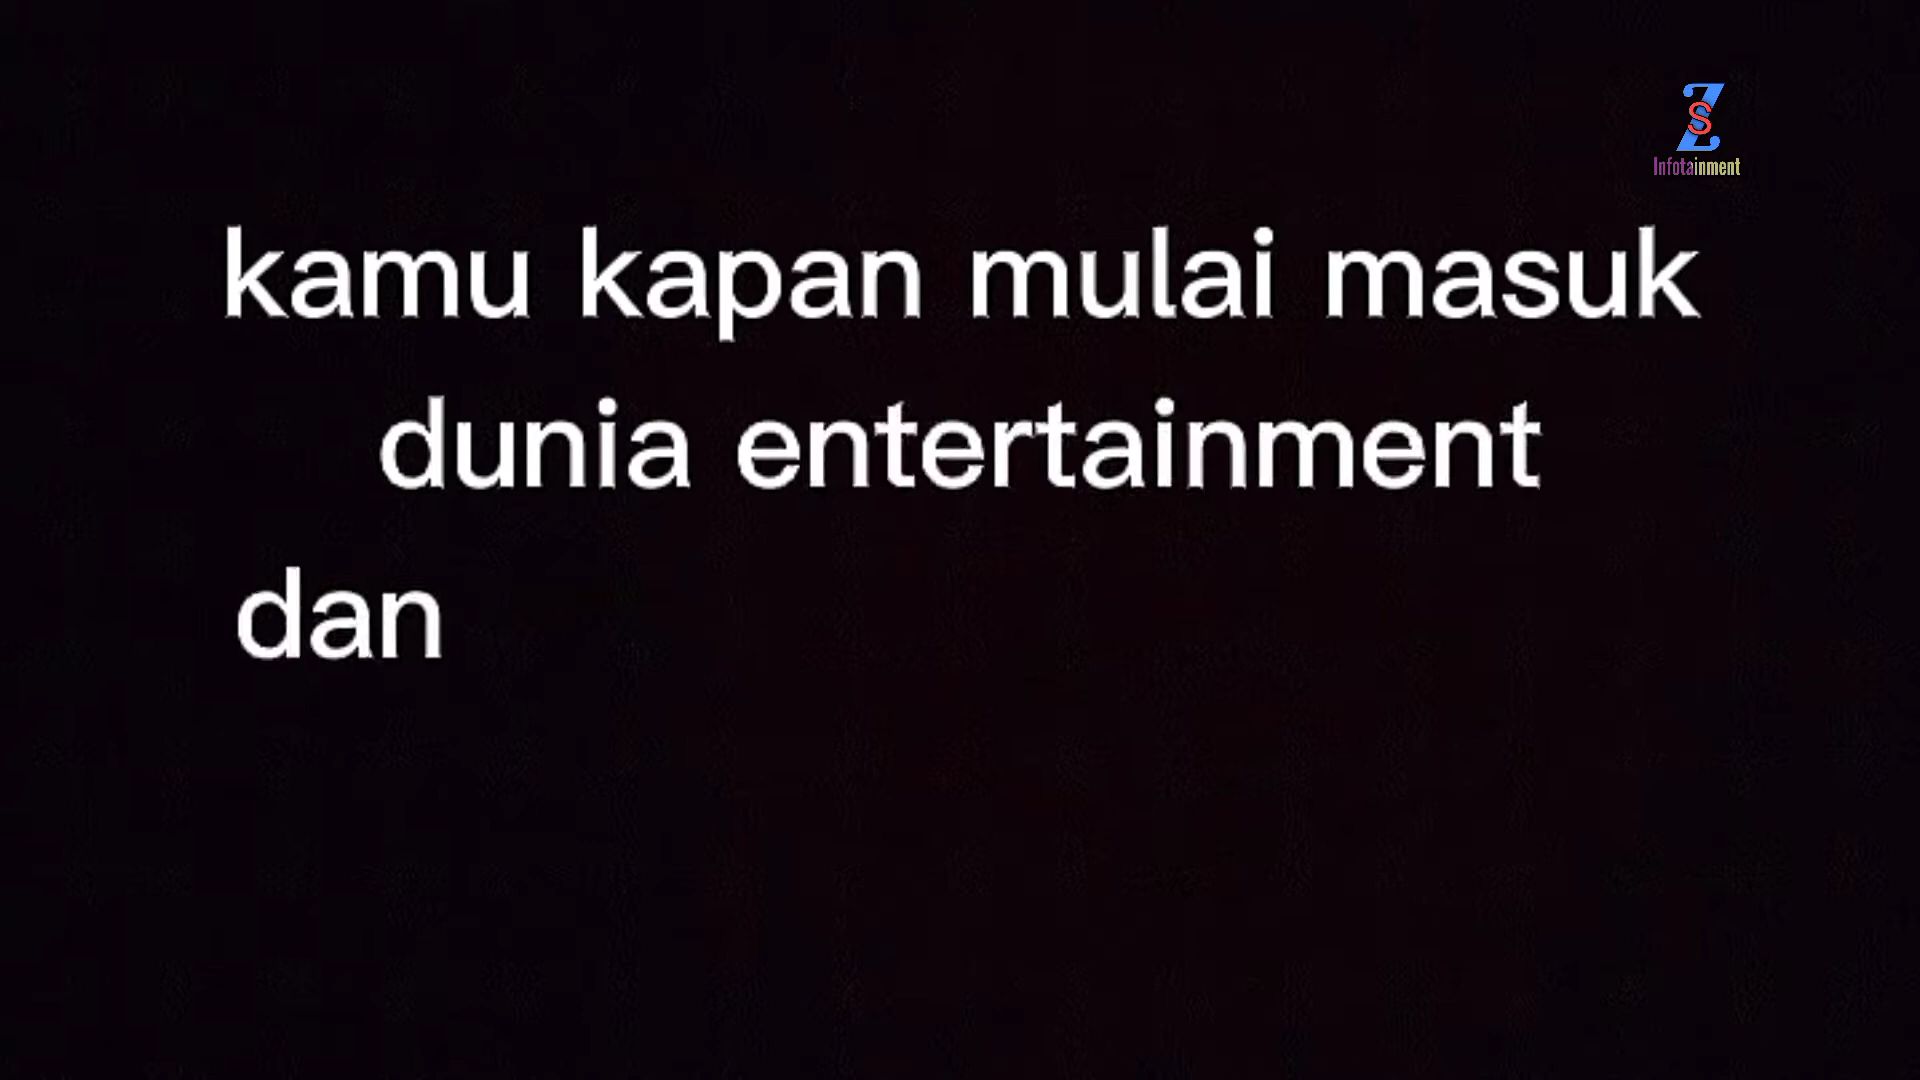 ZS
Infotainment
kamu kapan mulai masuk
dunia entertainment
dan